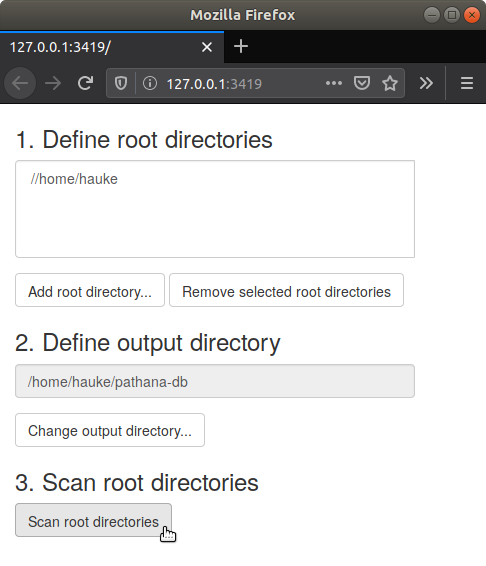 Mozilla Firefox
127.0.0.1:3419/
127.0.0.1:3419
1. Define root directories
//home/hauke
Add root directory... Remove selected root directories
2. Define output directory
/home/hauke/pathana-db
Change output directory...
3. Scan root directories
Scan root directories